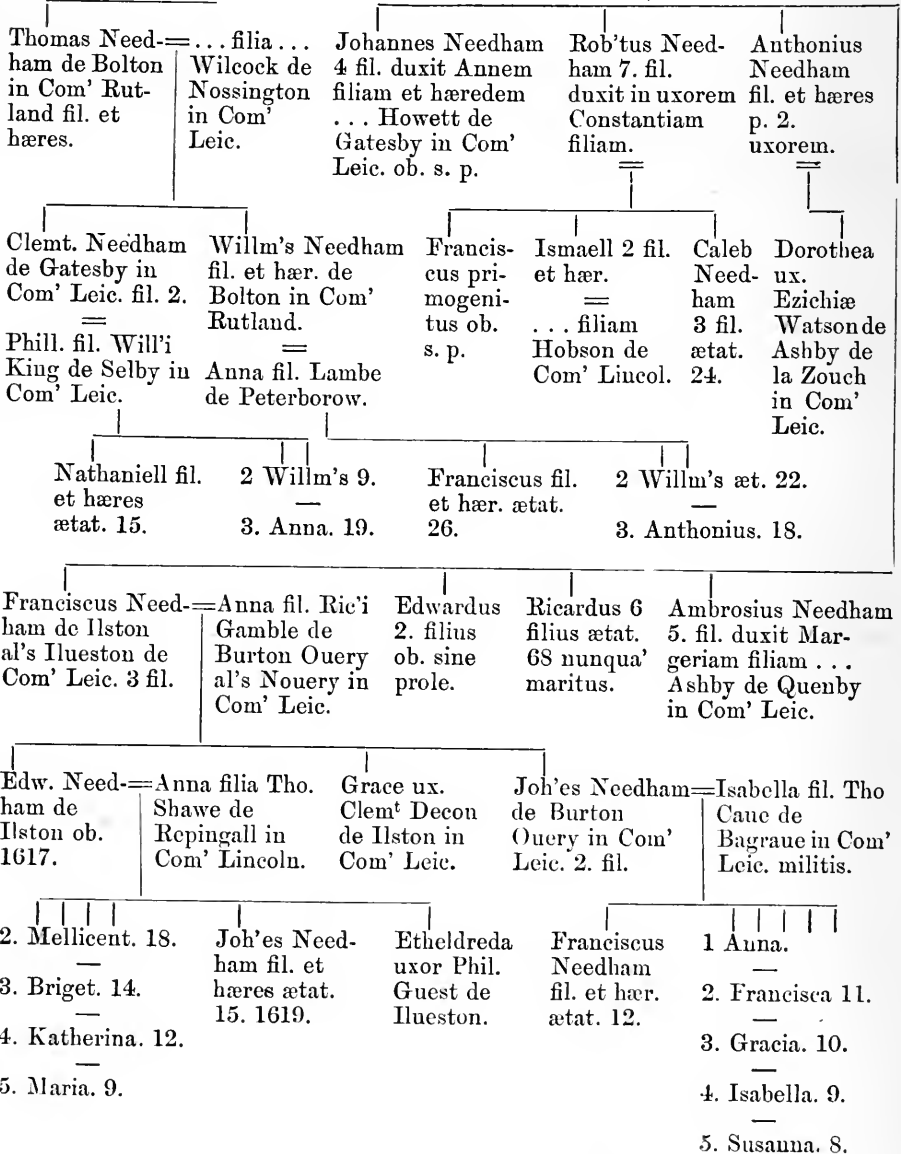 Thomas Need-=
ham de Bolton
in Com' Rut-
land fil. et
hæres.
... filia ...
Wilcock de
Nossington
in Com'
Leic.
Johannes Needham
4 fil. duxit Annem
filiam et hæredem
... Howett de
Gatesby in Com'
Leic. ob. s. p.
Rob'tus Need-
ham 7. fil.
duxit in uxorem
Constantiam
filiam.
=
Anthonius
Needham
fil. et hæres
p. 2.
uxorem.
=
Clemt. Needham
de Gatesby in
Com' Leic. fil. 2.
=
Phill. fil. Will'i
King de Selby in
Com' Leic.
Willm's Needham
fil. et hær. de
Bolton in Com'
Rutland.
=
Anna fil. Lambe
de Peterborow.
Francis-
cus pri-
mogeni-
tus ob.
s. p.
Ismaell 2 fil.
et hær.
=
... filiam
Hobson de
Com' Lincol.
Caleb
Need-
ham
3 fil.
ætat.
24.
Dorothea
ux.
Ezichiæ
Watson de
Ashby de
la Zouch
in Com'
Leic.
Nathaniell fil.
et hæres
ætat. 15.
2 Willm's 9.
—
3. Anna. 19.
Franciscus fil.
et hær. ætat.
26.
2 Willm's æt. 22.
—
3. Anthonius. 18.
Franciscus Need-=
ham de Ilston
al's Ilueston de
Com' Leic. 3 fil.
Anna fil. Ric'i
Gamble de
Burton Ouery
al's Nouery in
Com' Leic.
Edwardus
2. filius
ob. sine
prole.
Ricardus 6
filius ætat.
68 nunqua'
maritus.
Ambrosius Needham
5. fil. duxit Mar-
geriam filiam ...
Ashby de Quenby
in Com' Leic.
Edw. Need-=
ham de
Ilston ob.
1617.
Anna filia Tho.
Shawe de
Repingall in
Com' Lincoln.
Grace ux.
Clemt Decon
de Ilston in
Com' Leic.
Joh'es Needham=
de Burton
Ouery in Com'
Leic. 2. fil.
Isabella fil. Tho
Caue de
Bagraue in Com'
Leic. militis.
2. Mellicent. 18.
—
3. Briget. 14.
—
4. Katherina. 12.
—
5. Maria. 9.
Joh'es Need-
ham fil. et
hæres ætat.
15. 1619.
Etheldreda
uxor Phil.
Guest de
Ilueston.
Franciscus
Needham
fil. et hær.
ætat. 12.
1 Anna.
—
2. Francisca 11.
—
3. Gracia. 10.
—
4. Isabella. 9.
—
5. Susanna. 8.